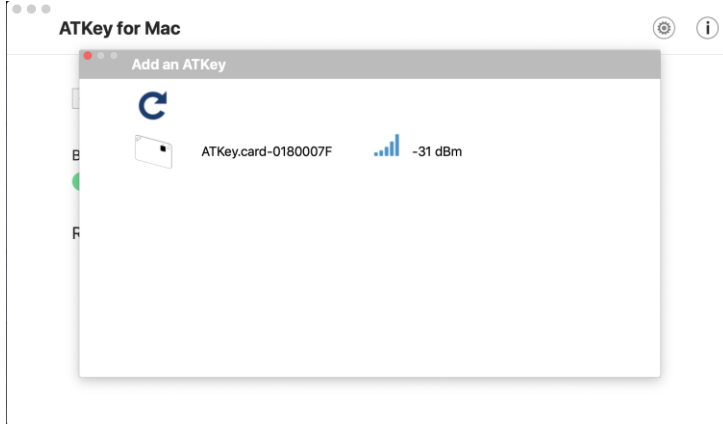 ATKey for Mac
Add an ATKey
ATKey.card-0180007F -31 dBm
B
R